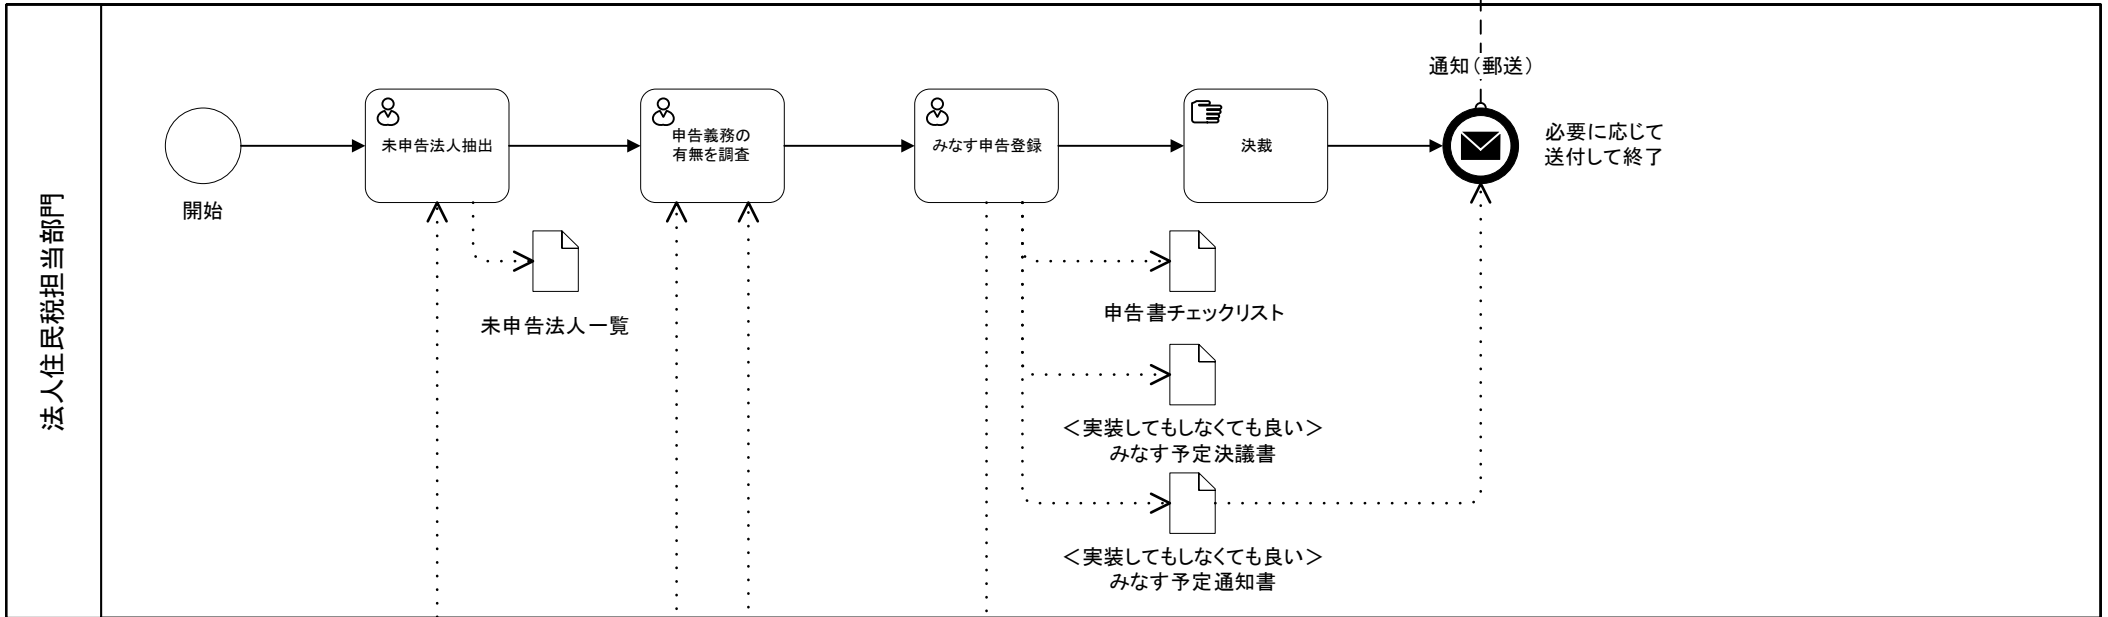 法人住民税担当部門
開始
未申告法人抽出
未申告法人一覧
申告義務の
有無を調査
みなす申告登録
決裁
通知（郵送）
必要に応じて
送付して終了
申告書チェックリスト
＜実装してもしなくても良い＞
みなす予定決議書
＜実装してもしなくても良い＞
みなす予定通知書